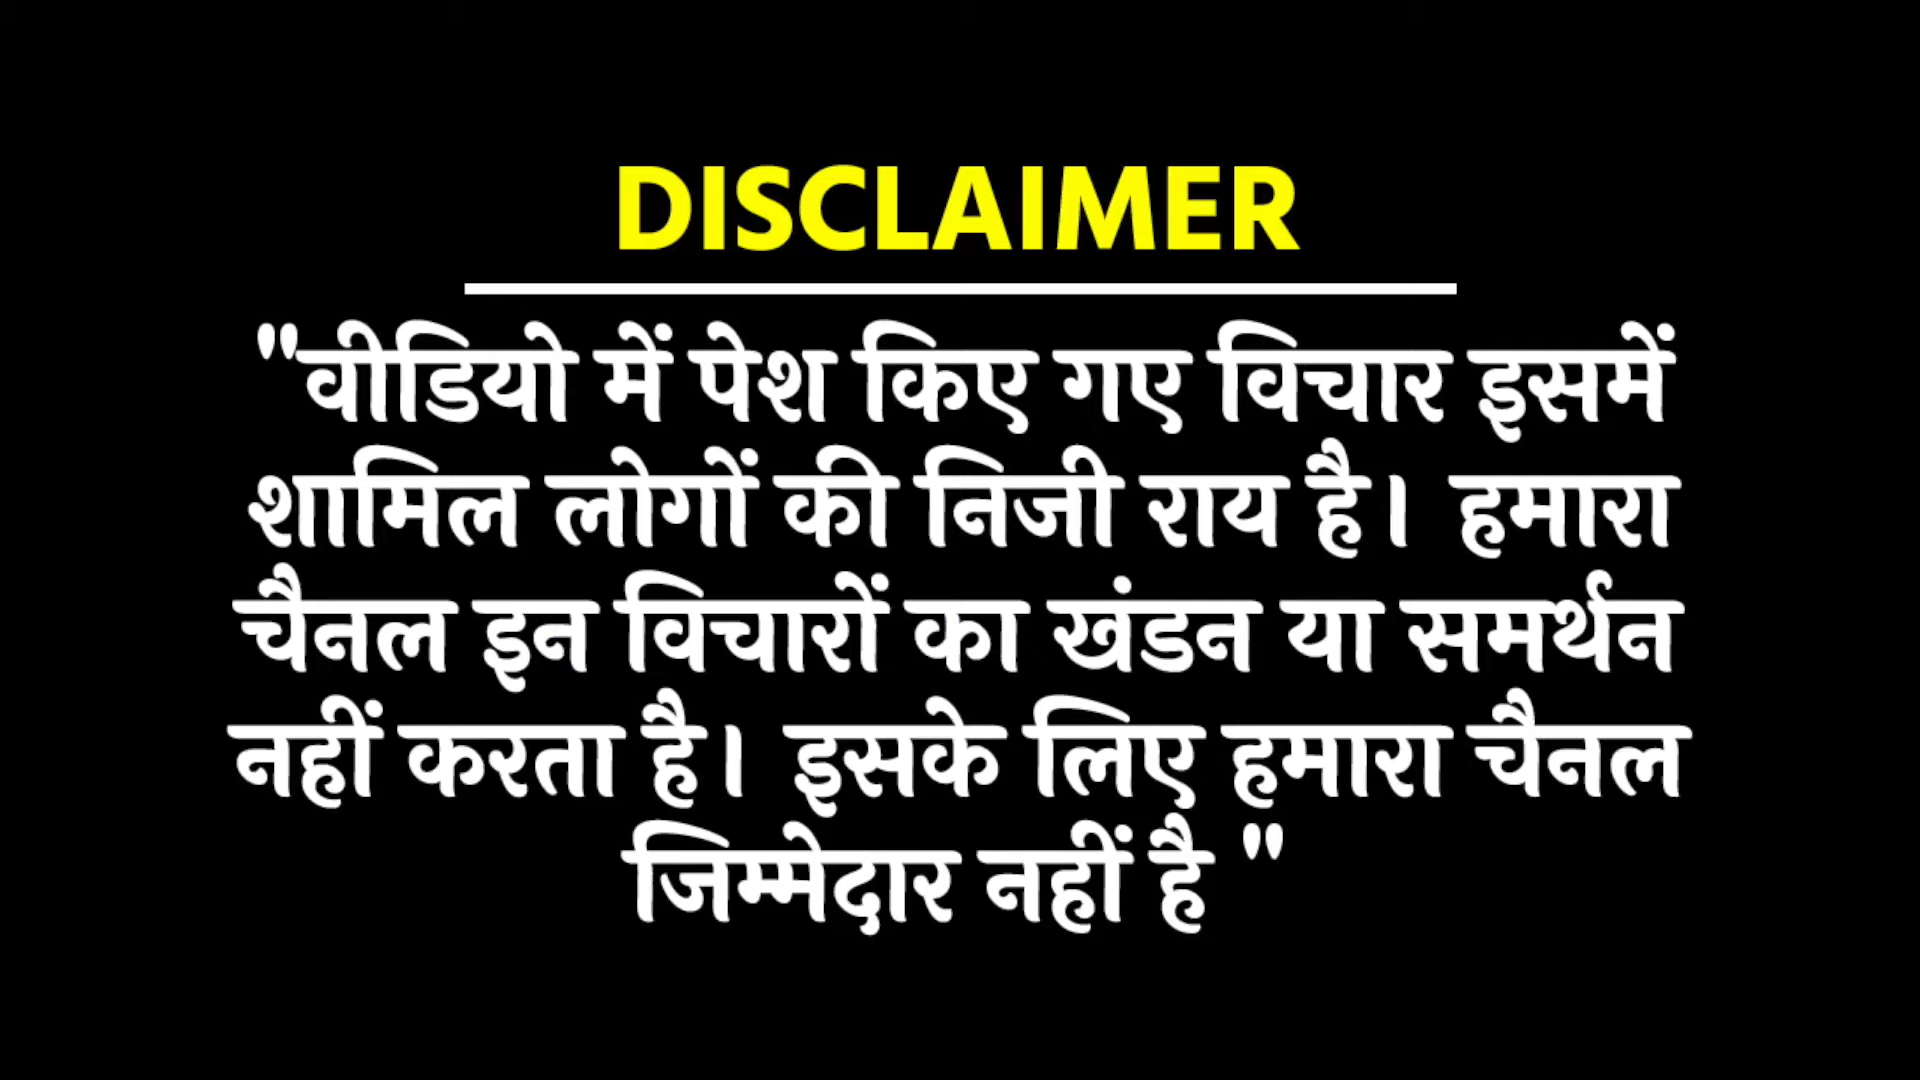 DISCLAIMER
"वीडियो में पेश किए गए विचार इसमें
शामिल लोगों की निजी राय है। हमारा
चैनल इन विचारों का खंडन या समर्थन
नहीं करता है। इसके लिए हमारा चैनल
जिम्मेदार नहीं है "